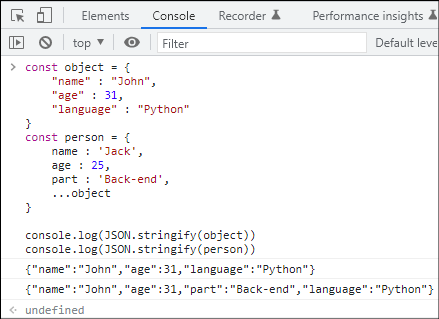 Elements Console Recorder Performance insights
top Filter Default leve
> const object = {
"name" : "John",
"age" : 31,
"language" : "Python"
}
const person = {
name : 'Jack',
age : 25,
part : 'Back-end',
...object
}
console.log(JSON.stringify(object))
console.log(JSON.stringify(person))
{"name":"John","age":31,"language":"Python"}
{"name":"John","age":31,"part":"Back-end","language":"Python"}
undefined